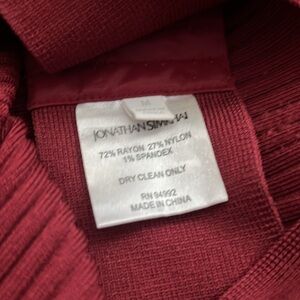 M
JONATHAN SIMKHAI
72% RAYON 27% NYLON
1% SPANDEX
DRY CLEAN ONLY
RN 94992
MADE IN CHINA